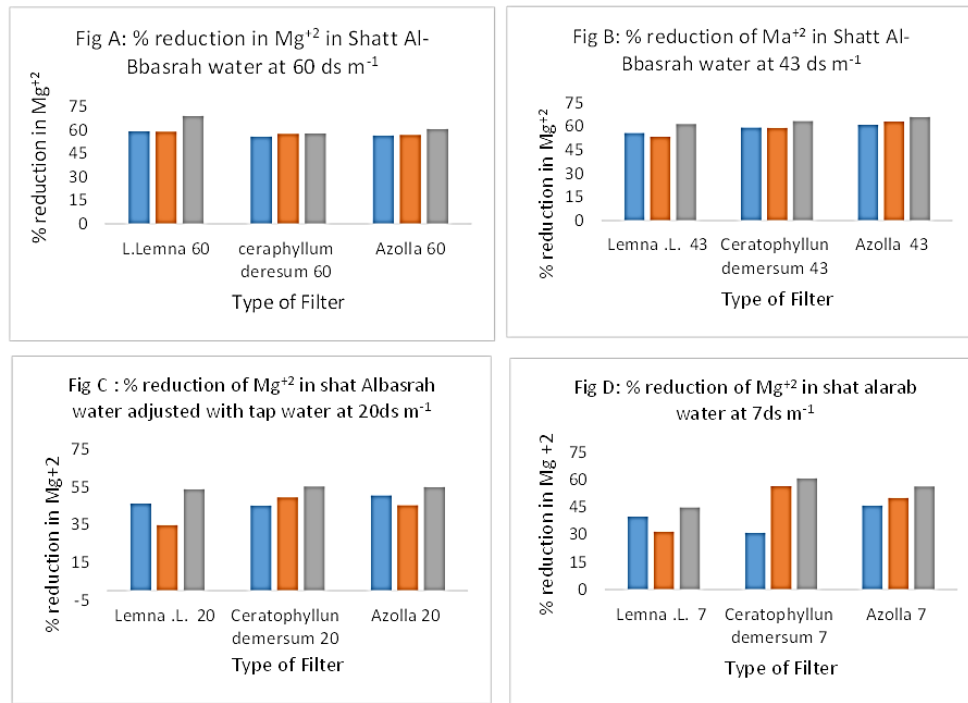 Fig A: % reduction in Mg⁺² in Shatt Al-
Bbasrah water at 60 ds m⁻¹
% reduction in Mg⁺²
75
60
45
30
15
0
L.Lemna 60
ceraphyllum
deresum 60
Azolla 60
Type of Filter
Fig B: % reduction of Ma⁺² in Shatt Al-
Bbasrah water at 43 ds m⁻¹
% reduction in Mg⁺²
75
60
45
30
15
0
Lemna .L. 43
Ceratophyllun
demersum 43
Azolla 43
Type of Filter
Fig C : % reduction of Mg⁺² in shat Albasrah
water adjusted with tap water at 20ds m⁻¹
% reduction in Mg+2
75
55
35
15
-5
Lemna .L. 20
Ceratophyllun
demersum 20
Azolla 20
Type of Filter
Fig D: % reduction of Mg⁺² in shat alarab
water at 7ds m⁻¹
% reduction in Mg +2
75
60
45
30
15
0
Lemna .L. 7
Ceratophyllun
demersum 7
Azolla 7
Type of Filter